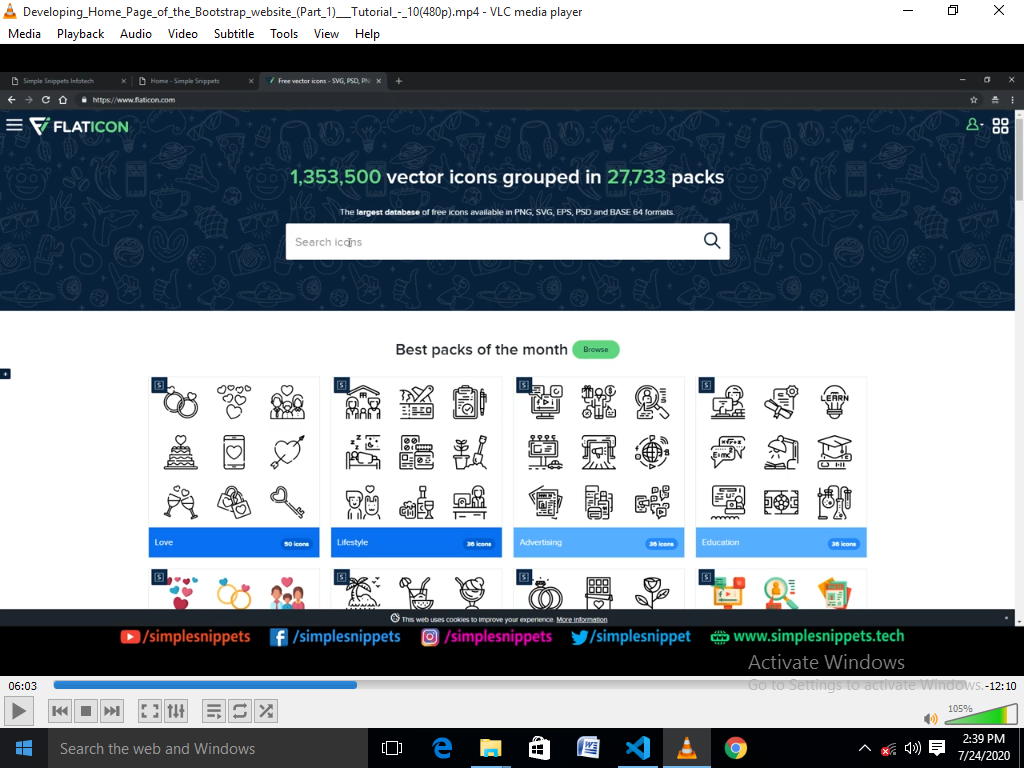 Developing_Home_Page_of_the_Bootstrap_website_(Part_1)___Tutorial_-_10(480p).mp4 - VLC media player
Media Playback Audio Video Subtitle Tools View Help
Simple Snippets Infotech Home - Simple Snippets Free vector icons - SVG, PSD, PN
https://www.flaticon.com
FLATICON
1,353,500 vector icons grouped in 27,733 packs
The largest database of free icons available in PNG, SVG, EPS, PSD and BASE 64 formats.
Search icons
Best packs of the month Browse
S S S S
LEARN
Love 50 icons Lifestyle 36 icons Advertising 36 icons Education 36 icons
S S S S
This web uses cookies to improve your experience. More information
/simplesnippets /simplesnippets /simplesnippets /simplesnippets www.simplesnippets.tech
Activate Windows
Go to Settings to activate Windows.
06:03 -12:10
105%
Search the web and Windows
2:39 PM
7/24/2020